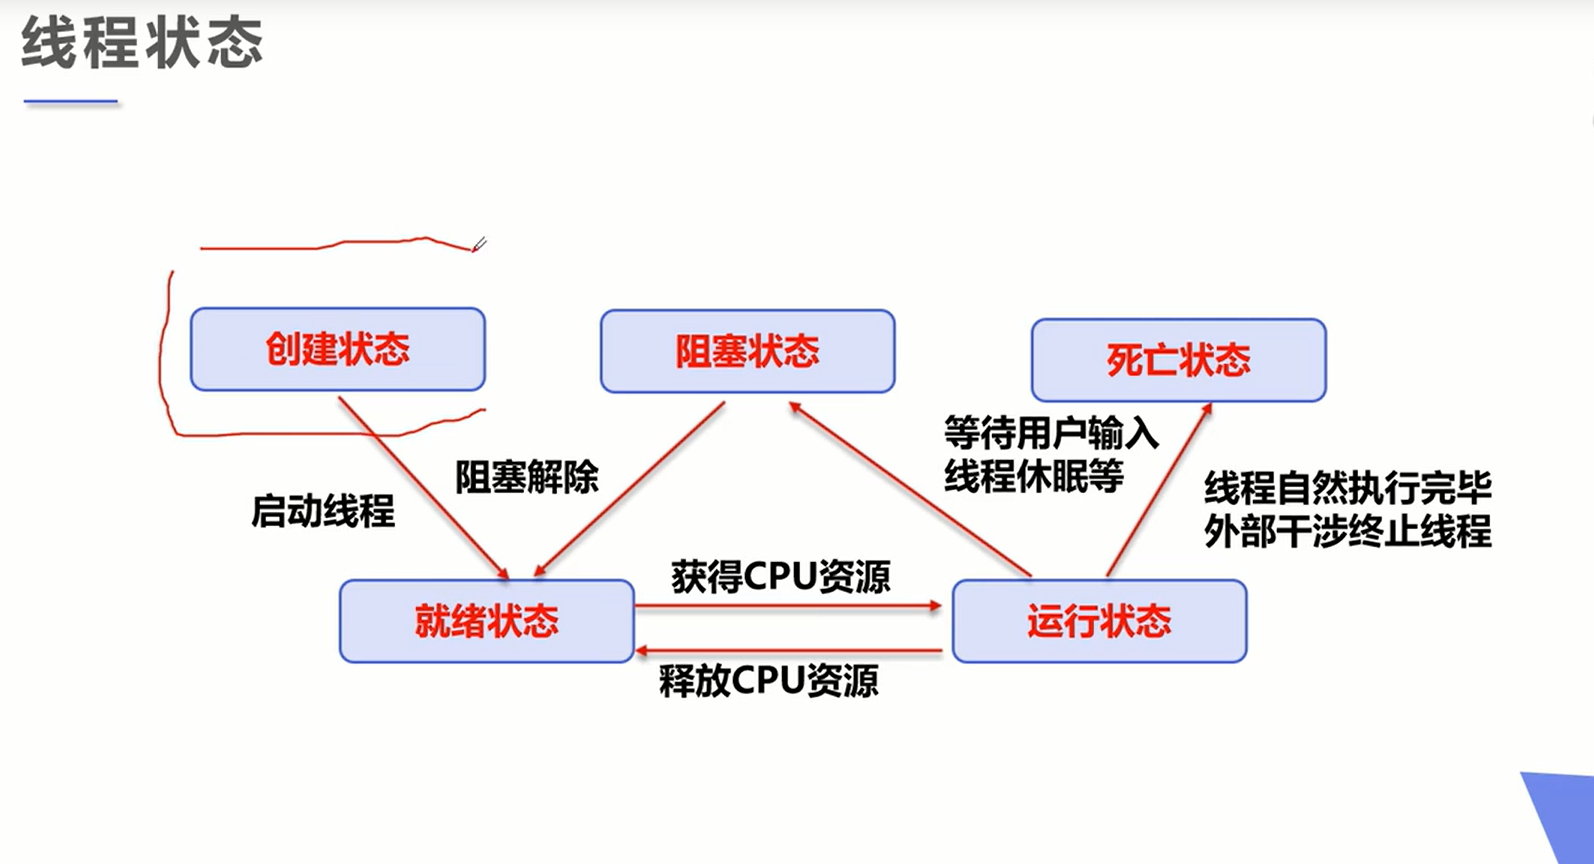 线程状态
创建状态
阻塞状态
死亡状态
等待用户输入
线程休眠等
阻塞解除
启动线程
线程自然执行完毕
外部干涉终止线程
获得CPU资源
就绪状态
运行状态
释放CPU资源